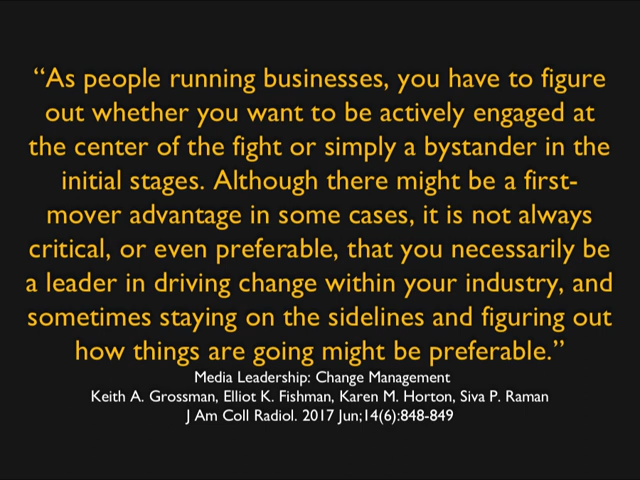 “As people running businesses, you have to figure
out whether you want to be actively engaged at
the center of the fight or simply a bystander in the
initial stages. Although there might be a first-
mover advantage in some cases, it is not always
critical, or even preferable, that you necessarily be
a leader in driving change within your industry, and
sometimes staying on the sidelines and figuring out
how things are going might be preferable.”
Media Leadership: Change Management
Keith A. Grossman, Elliot K. Fishman, Karen M. Horton, Siva P. Raman
J Am Coll Radiol. 2017 Jun;14(6):848-849